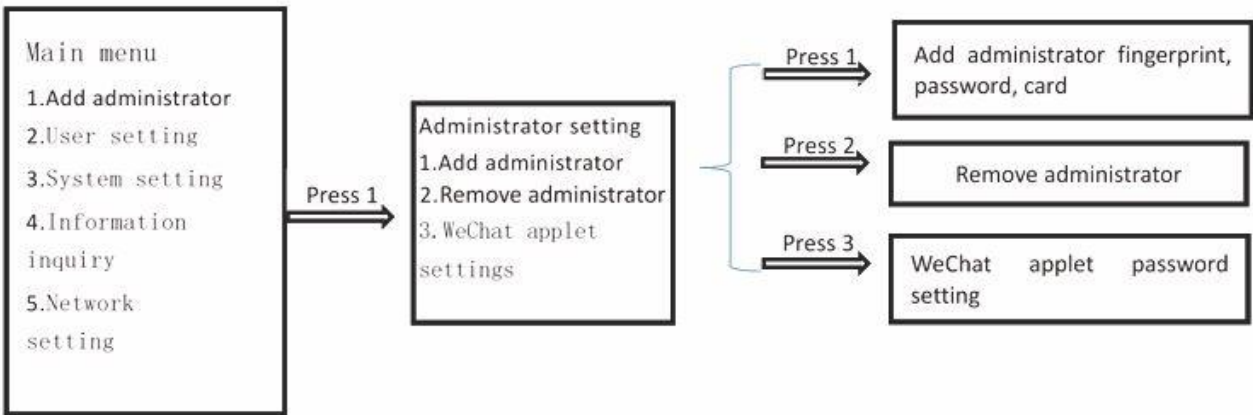 Main menu
1.Add administrator
2.User setting
3.System setting
4.Information
inquiry
5.Network
setting
Press 1
Administrator setting
1.Add administrator
2.Remove administrator
3.WeChat applet
settings
Press 1
Add administrator fingerprint,
password, card
Press 2
Remove administrator
Press 3
WeChat applet password
setting